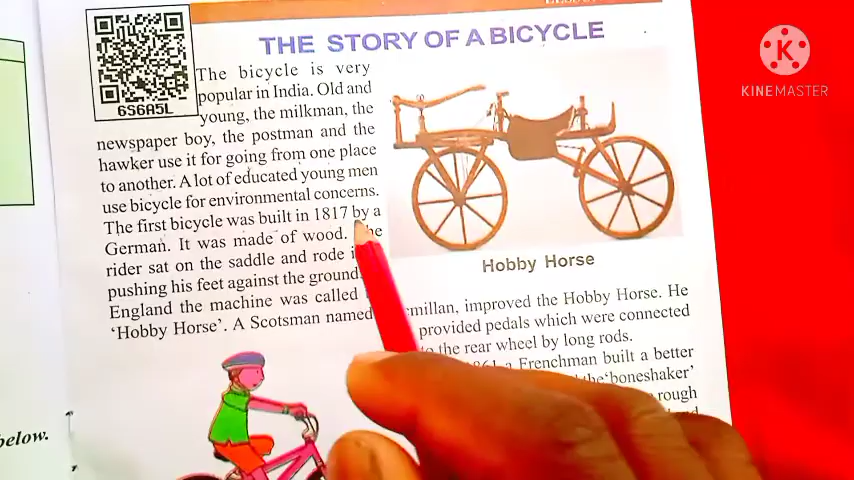 THE STORY OF A BICYCLE
K
KINEMASTER
6S6A5L
The bicycle is very
popular in India. Old and
young, the milkman, the
newspaper boy, the postman and the
hawker use it for going from one place
to another. A lot of educated young men
use bicycle for environmental concerns.
The first bicycle was built in 1817 by a
German. It was made of wood.
rider sat on the saddle and rode
pushing his feet against the ground.
England the machine was called
'Hobby Horse'. A Scotsman named
Hobby Horse
cmillan, improved the Hobby Horse. He
provided pedals which were connected
the rear wheel by long rods.
a Frenchman built a better
the 'boneshaker'
rough
below.